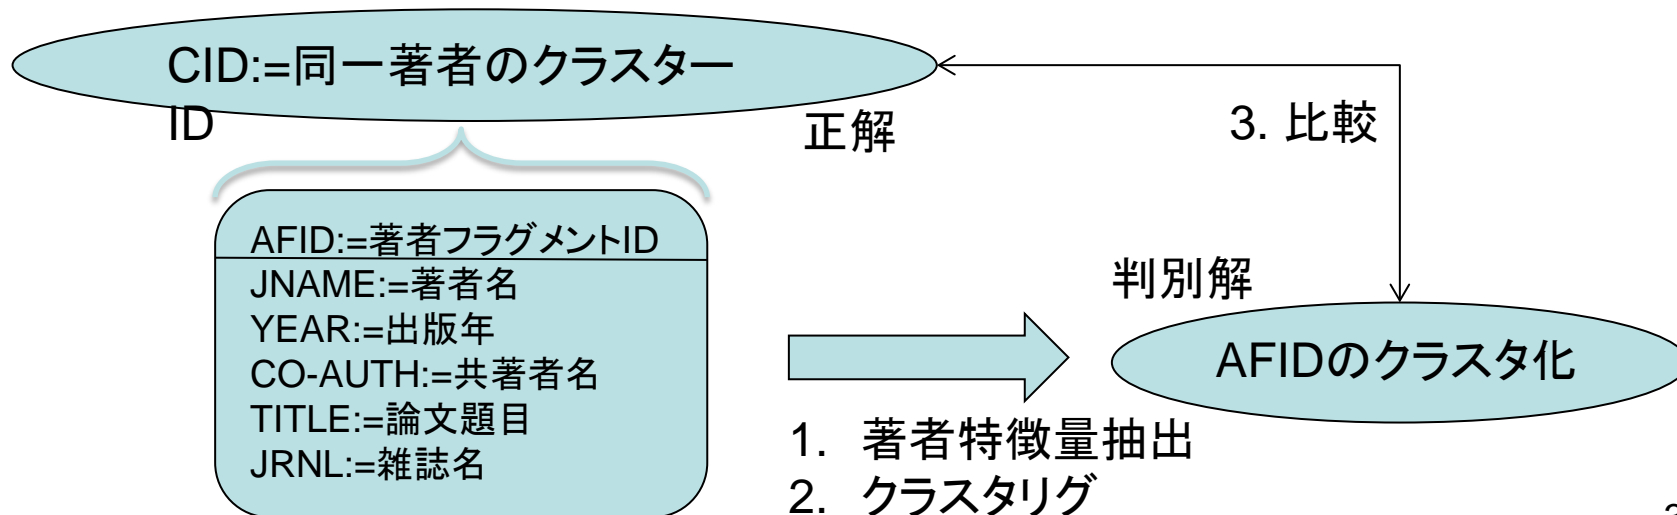 CID:=同一著者のクラスター
ID
正解
3. 比較
AFID:=著者フラグメントID
JNAME:=著者名
YEAR:=出版年
CO-AUTH:=共著者名
TITLE:=論文題目
JRNL:=雑誌名
判別解
AFIDのクラスタ化
1. 著者特徴量抽出
2. クラスタリグ